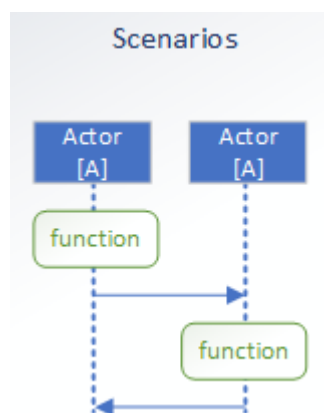 Scenarios
Actor
[A]
Actor
[A]
function
function